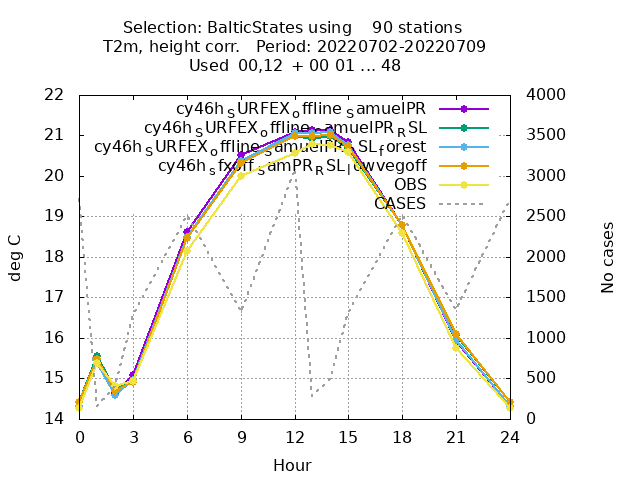 Selection: BalticStates using 90 stations
T2m, height corr. Period: 20220702-20220709
Used 00,12 + 00 01 ... 48
cy46h_SURFEX_offline_SamuelPR
cy46h_SURFEX_offline_SamuelPR_RSL
cy46h_SURFEX_offline_SamuelPR_RSL_forest
cy46h_sfxoff_SamPR_RSL_lowvegoff
OBS
CASES
22
21
20
19
18
17
16
15
14
4000
3500
3000
2500
2000
1500
1000
500
0
deg C
No cases
0 3 6 9 12 15 18 21 24
Hour